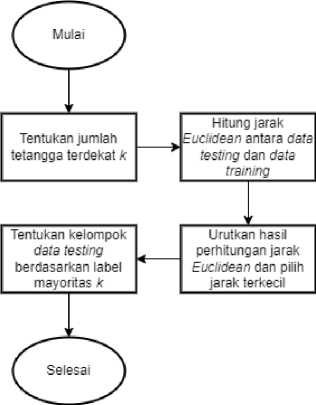 Mulai
Tentukan jumlah
tetangga terdekat k
Hitung jarak
Euclidean antara data
testing dan data
training
Urutkan hasil
perhitungan jarak
Euclidean dan pilih
jarak terkecil
Tentukan kelompok
data testing
berdasarkan label
mayoritas k
Selesai